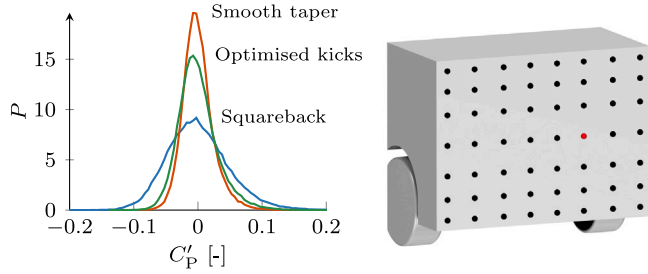 Smooth taper
Optimised kicks
Squareback
P
15
10
5
0
−0.2 −0.1 0 0.1 0.2
C′P [-]